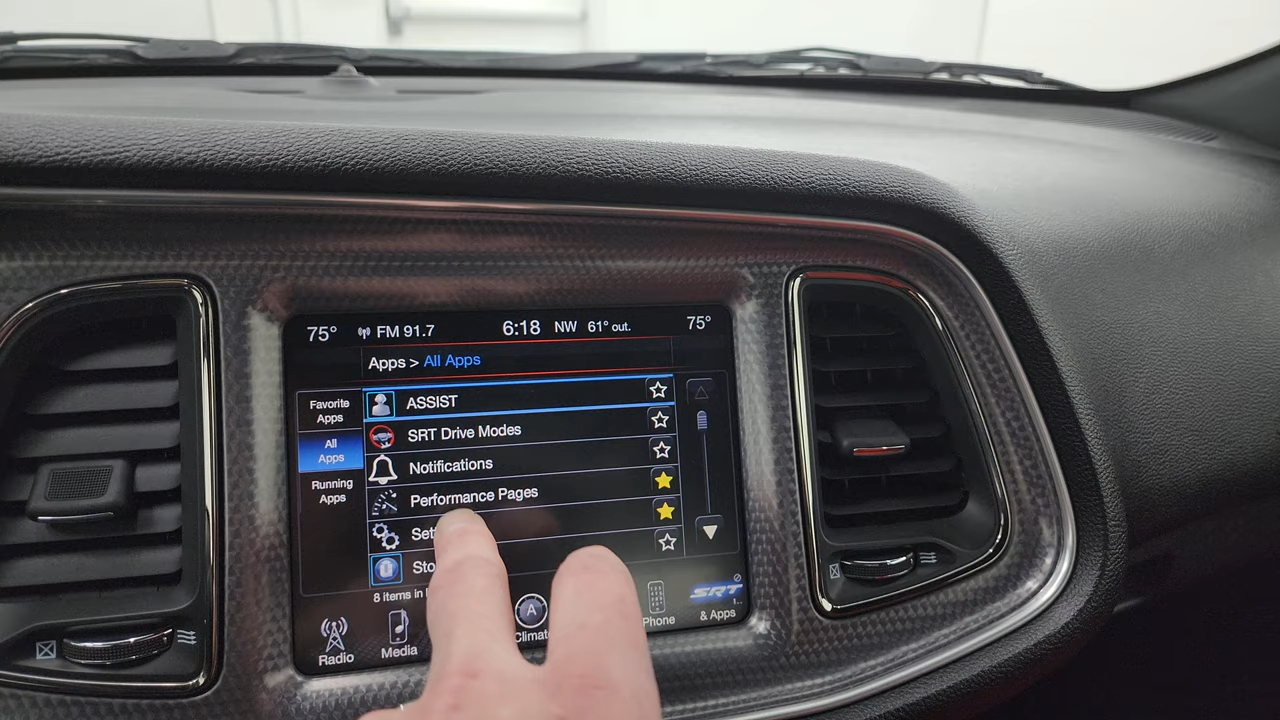 75° FM 91.7 6:18 NW 61° out. 75°
Apps > All Apps
Favorite
Apps
All
Apps
Running
Apps
ASSIST
SRT Drive Modes
Notifications
Performance Pages
8 items in
Radio
Media
A
Climate
Phone
SRT
& Apps